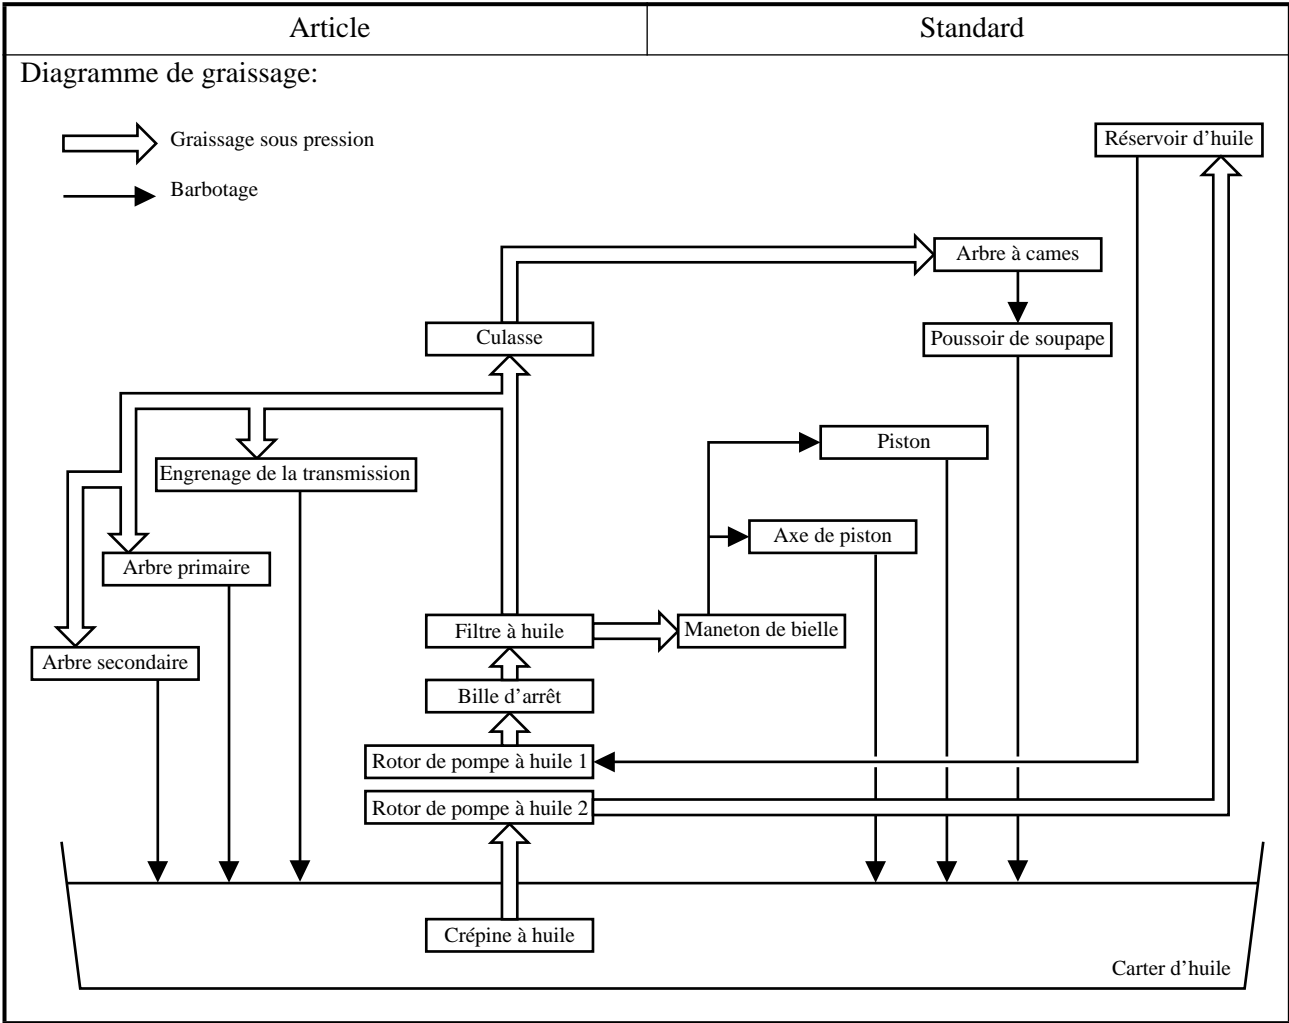 Article
Standard
Diagramme de graissage:
Graissage sous pression
Barbotage
Réservoir d'huile
Arbre à cames
Culasse
Poussoir de soupape
Piston
Engrenage de la transmission
Axe de piston
Arbre primaire
Filtre à huile
Maneton de bielle
Arbre secondaire
Bille d'arrêt
Rotor de pompe à huile 1
Rotor de pompe à huile 2
Crépine à huile
Carter d'huile